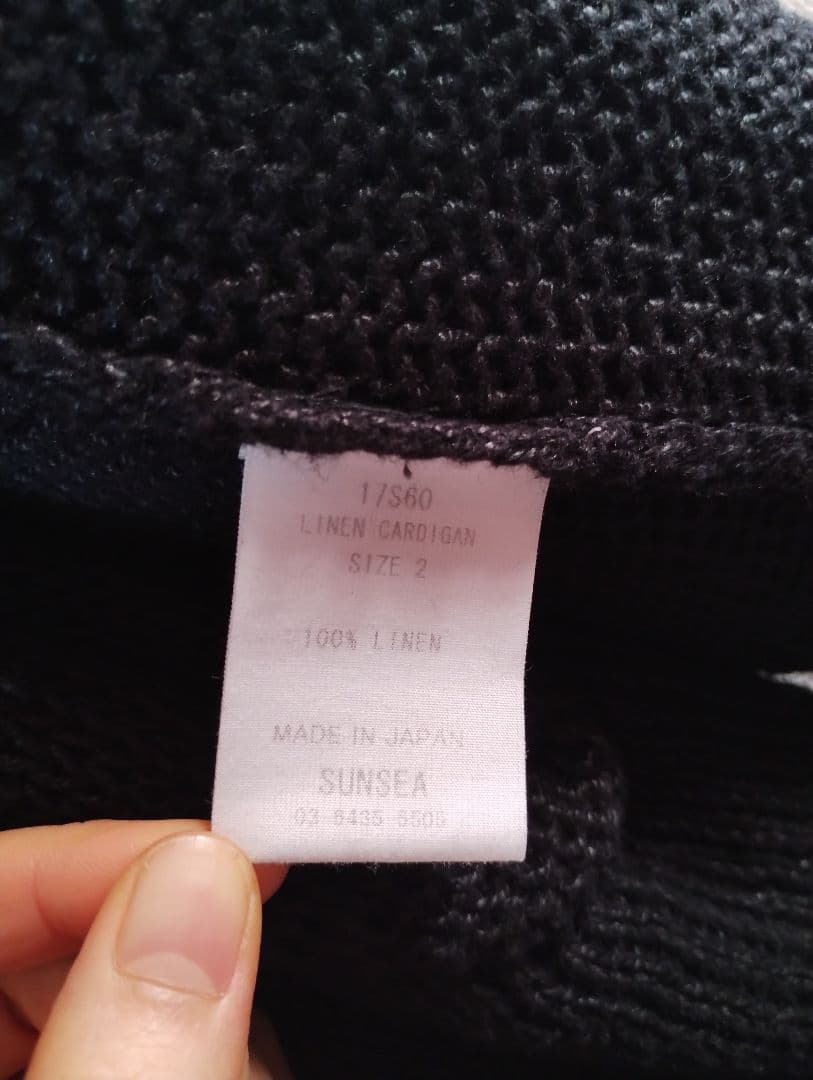 17S60
LINEN CARDIGAN
SIZE 2
100% LINEN
MADE IN JAPAN
SUNSEA
03 6435 5505